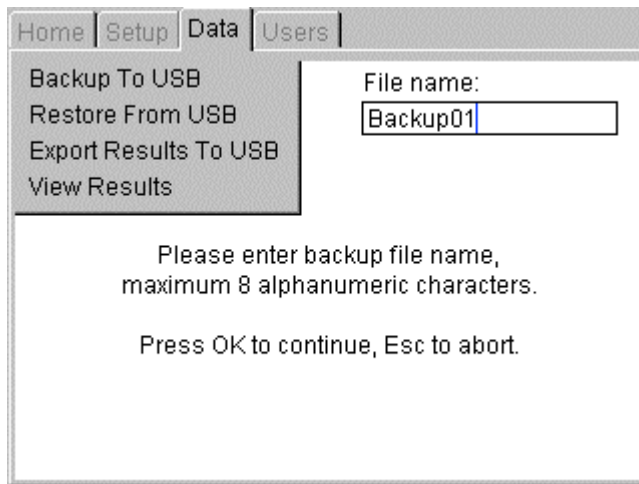 Home Setup Data Users
Backup To USB
Restore From USB
Export Results To USB
View Results
File name:
Backup01
Please enter backup file name,
maximum 8 alphanumeric characters.
Press OK to continue, Esc to abort.